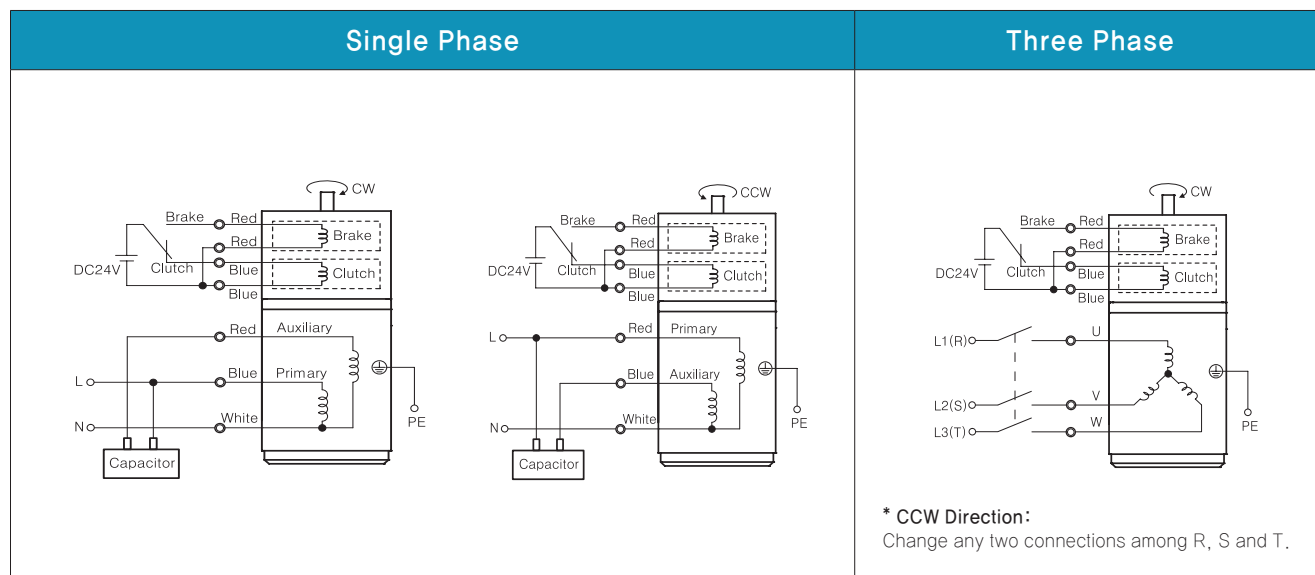 Single Phase
Three Phase
CW
Brake
Red
Brake
Red
DC24V
Clutch
Blue
Clutch
Blue
Red
Auxiliary
L
Blue
Primary
N
White
PE
Capacitor
CCW
Brake
Red
Brake
Red
DC24V
Clutch
Blue
Clutch
Blue
L
Red
Primary
Blue
Auxiliary
N
White
PE
Capacitor
CW
Brake
Red
Brake
Red
DC24V
Clutch
Blue
Clutch
Blue
L1(R)
U
L2(S)
V
L3(T)
W
PE
* CCW Direction:
Change any two connections among R, S and T.